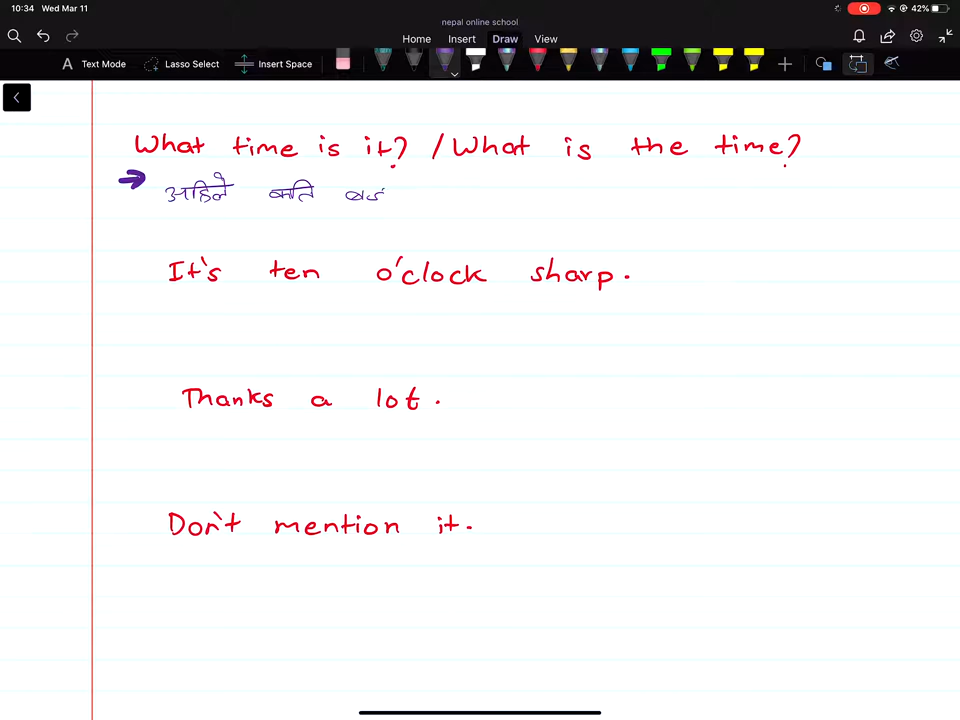 10:34 Wed Mar 11
42%
nepal online school
Home Insert Draw View
A Text Mode Lasso Select Insert Space
What time is it? / What is the time?
→ अहिले कति बज
It's ten o'clock sharp.
Thanks a lot.
Don't mention it.